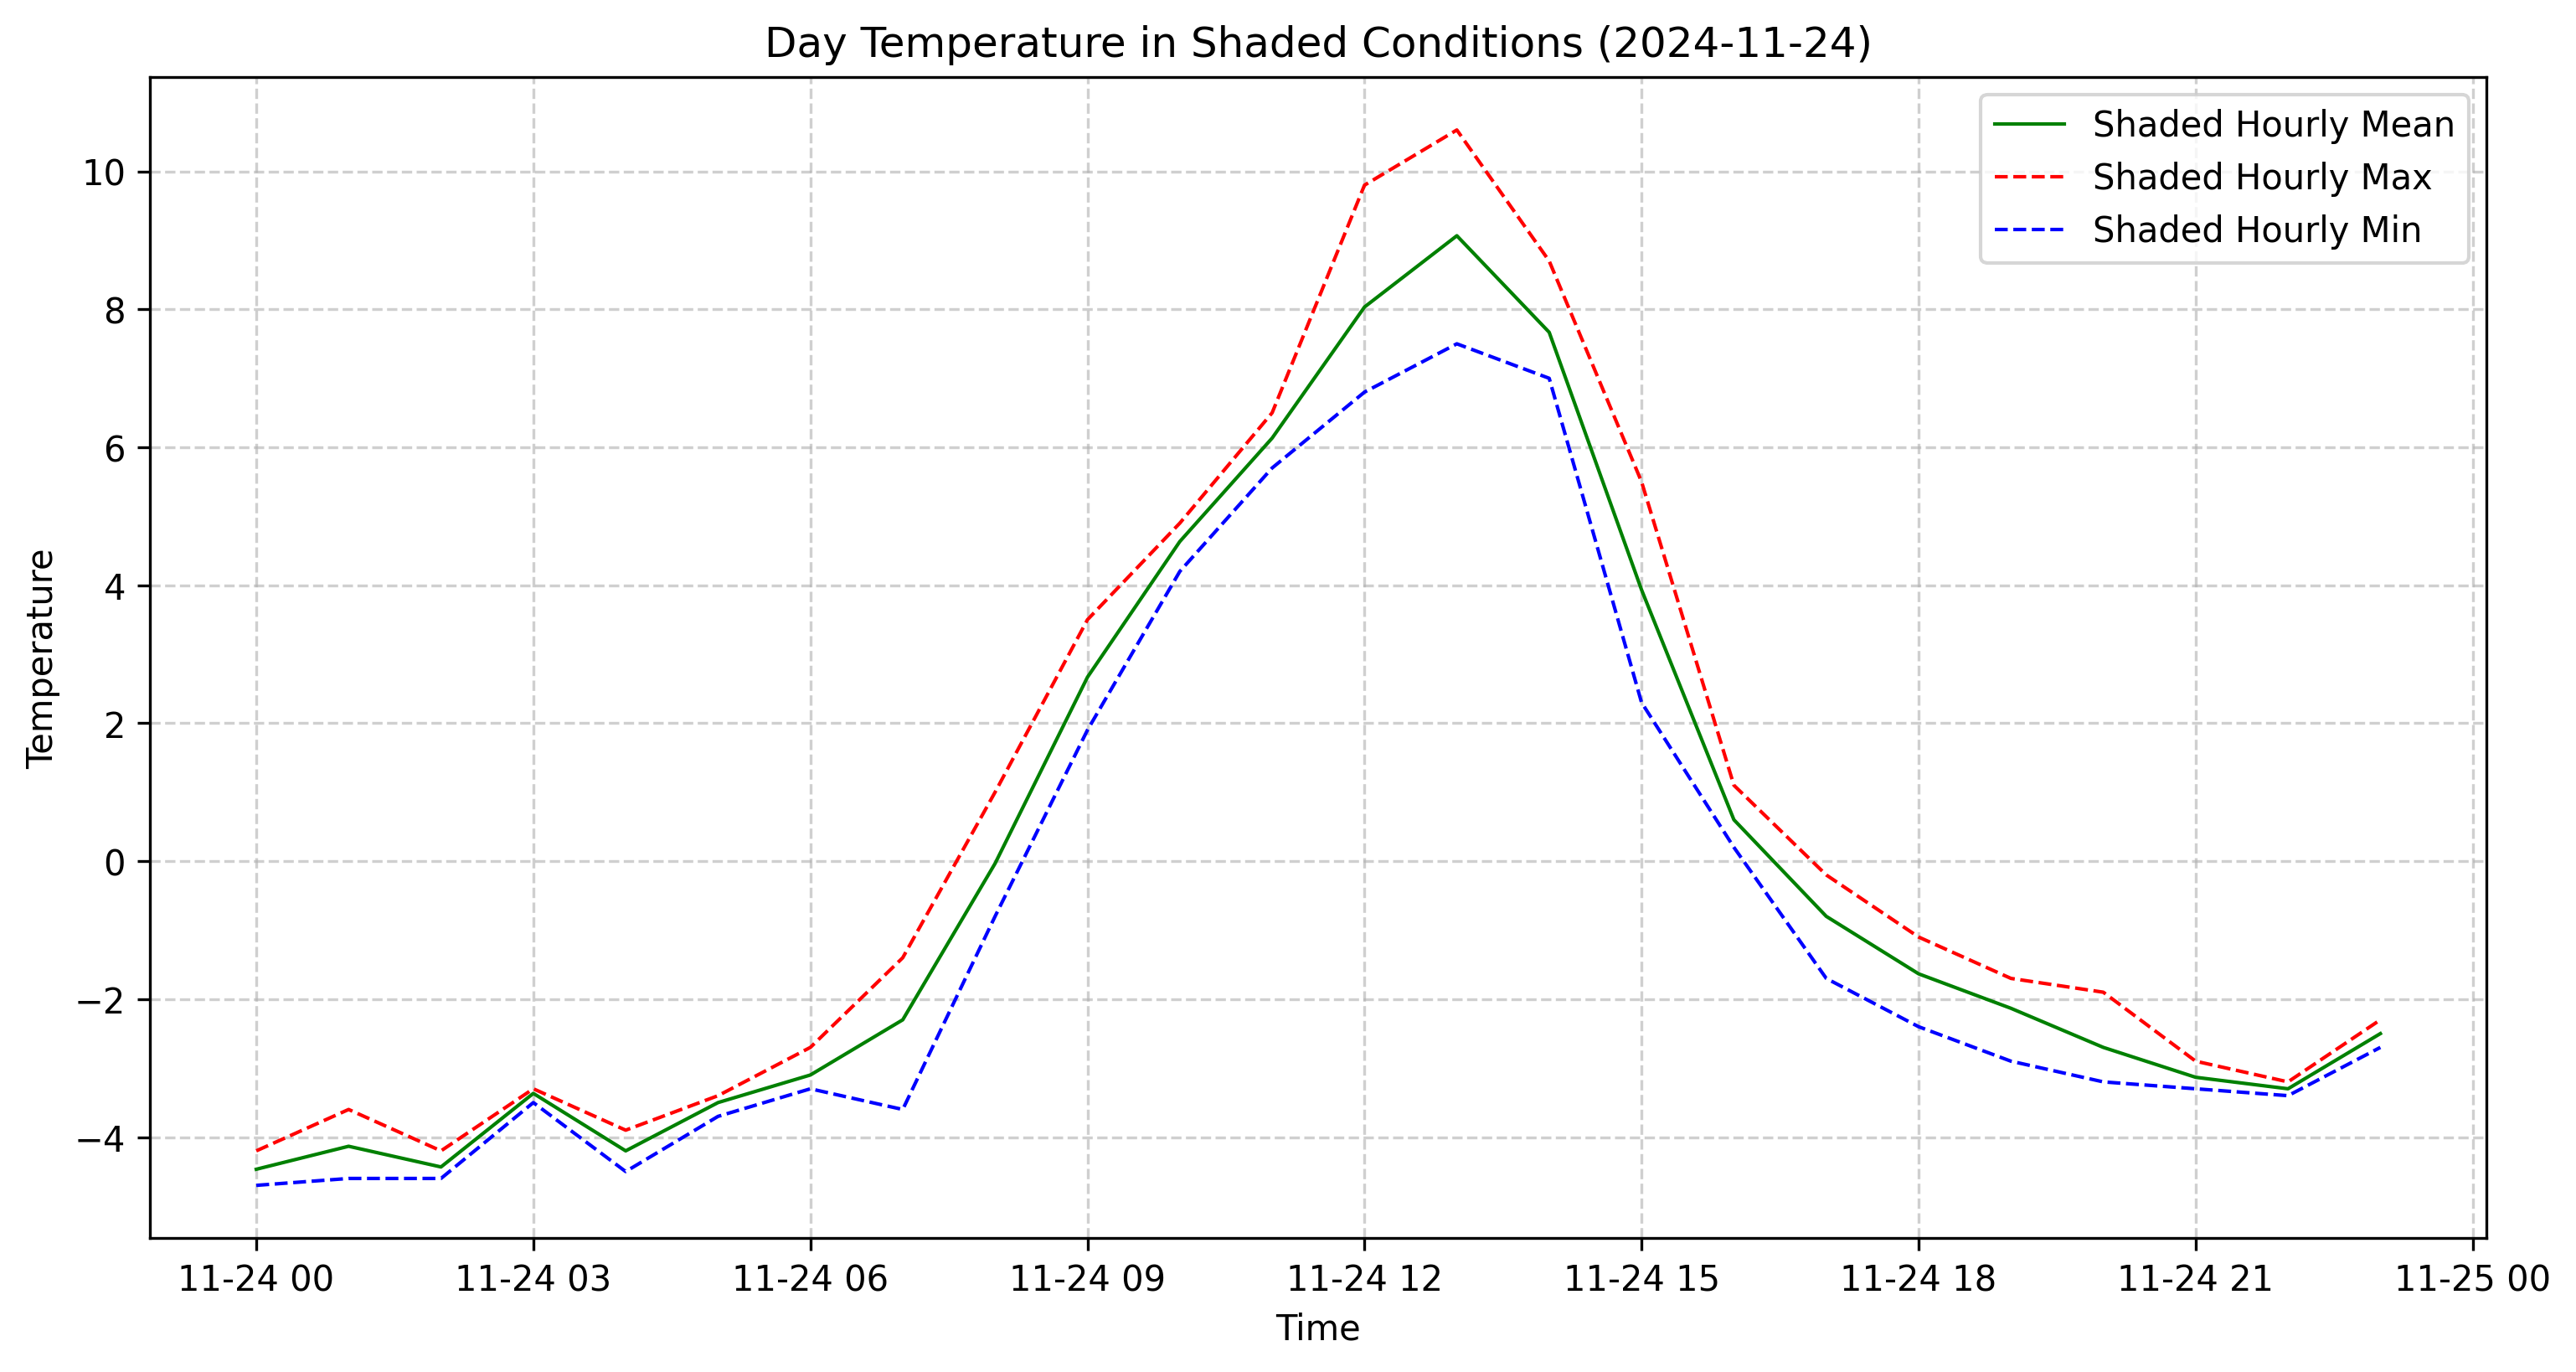 Day Temperature in Shaded Conditions (2024-11-24)
Shaded Hourly Mean
Shaded Hourly Max
Shaded Hourly Min
Temperature
10
8
6
4
2
0
−2
−4
11-24 00 11-24 03 11-24 06 11-24 09 11-24 12 11-24 15 11-24 18 11-24 21 11-25 00
Time